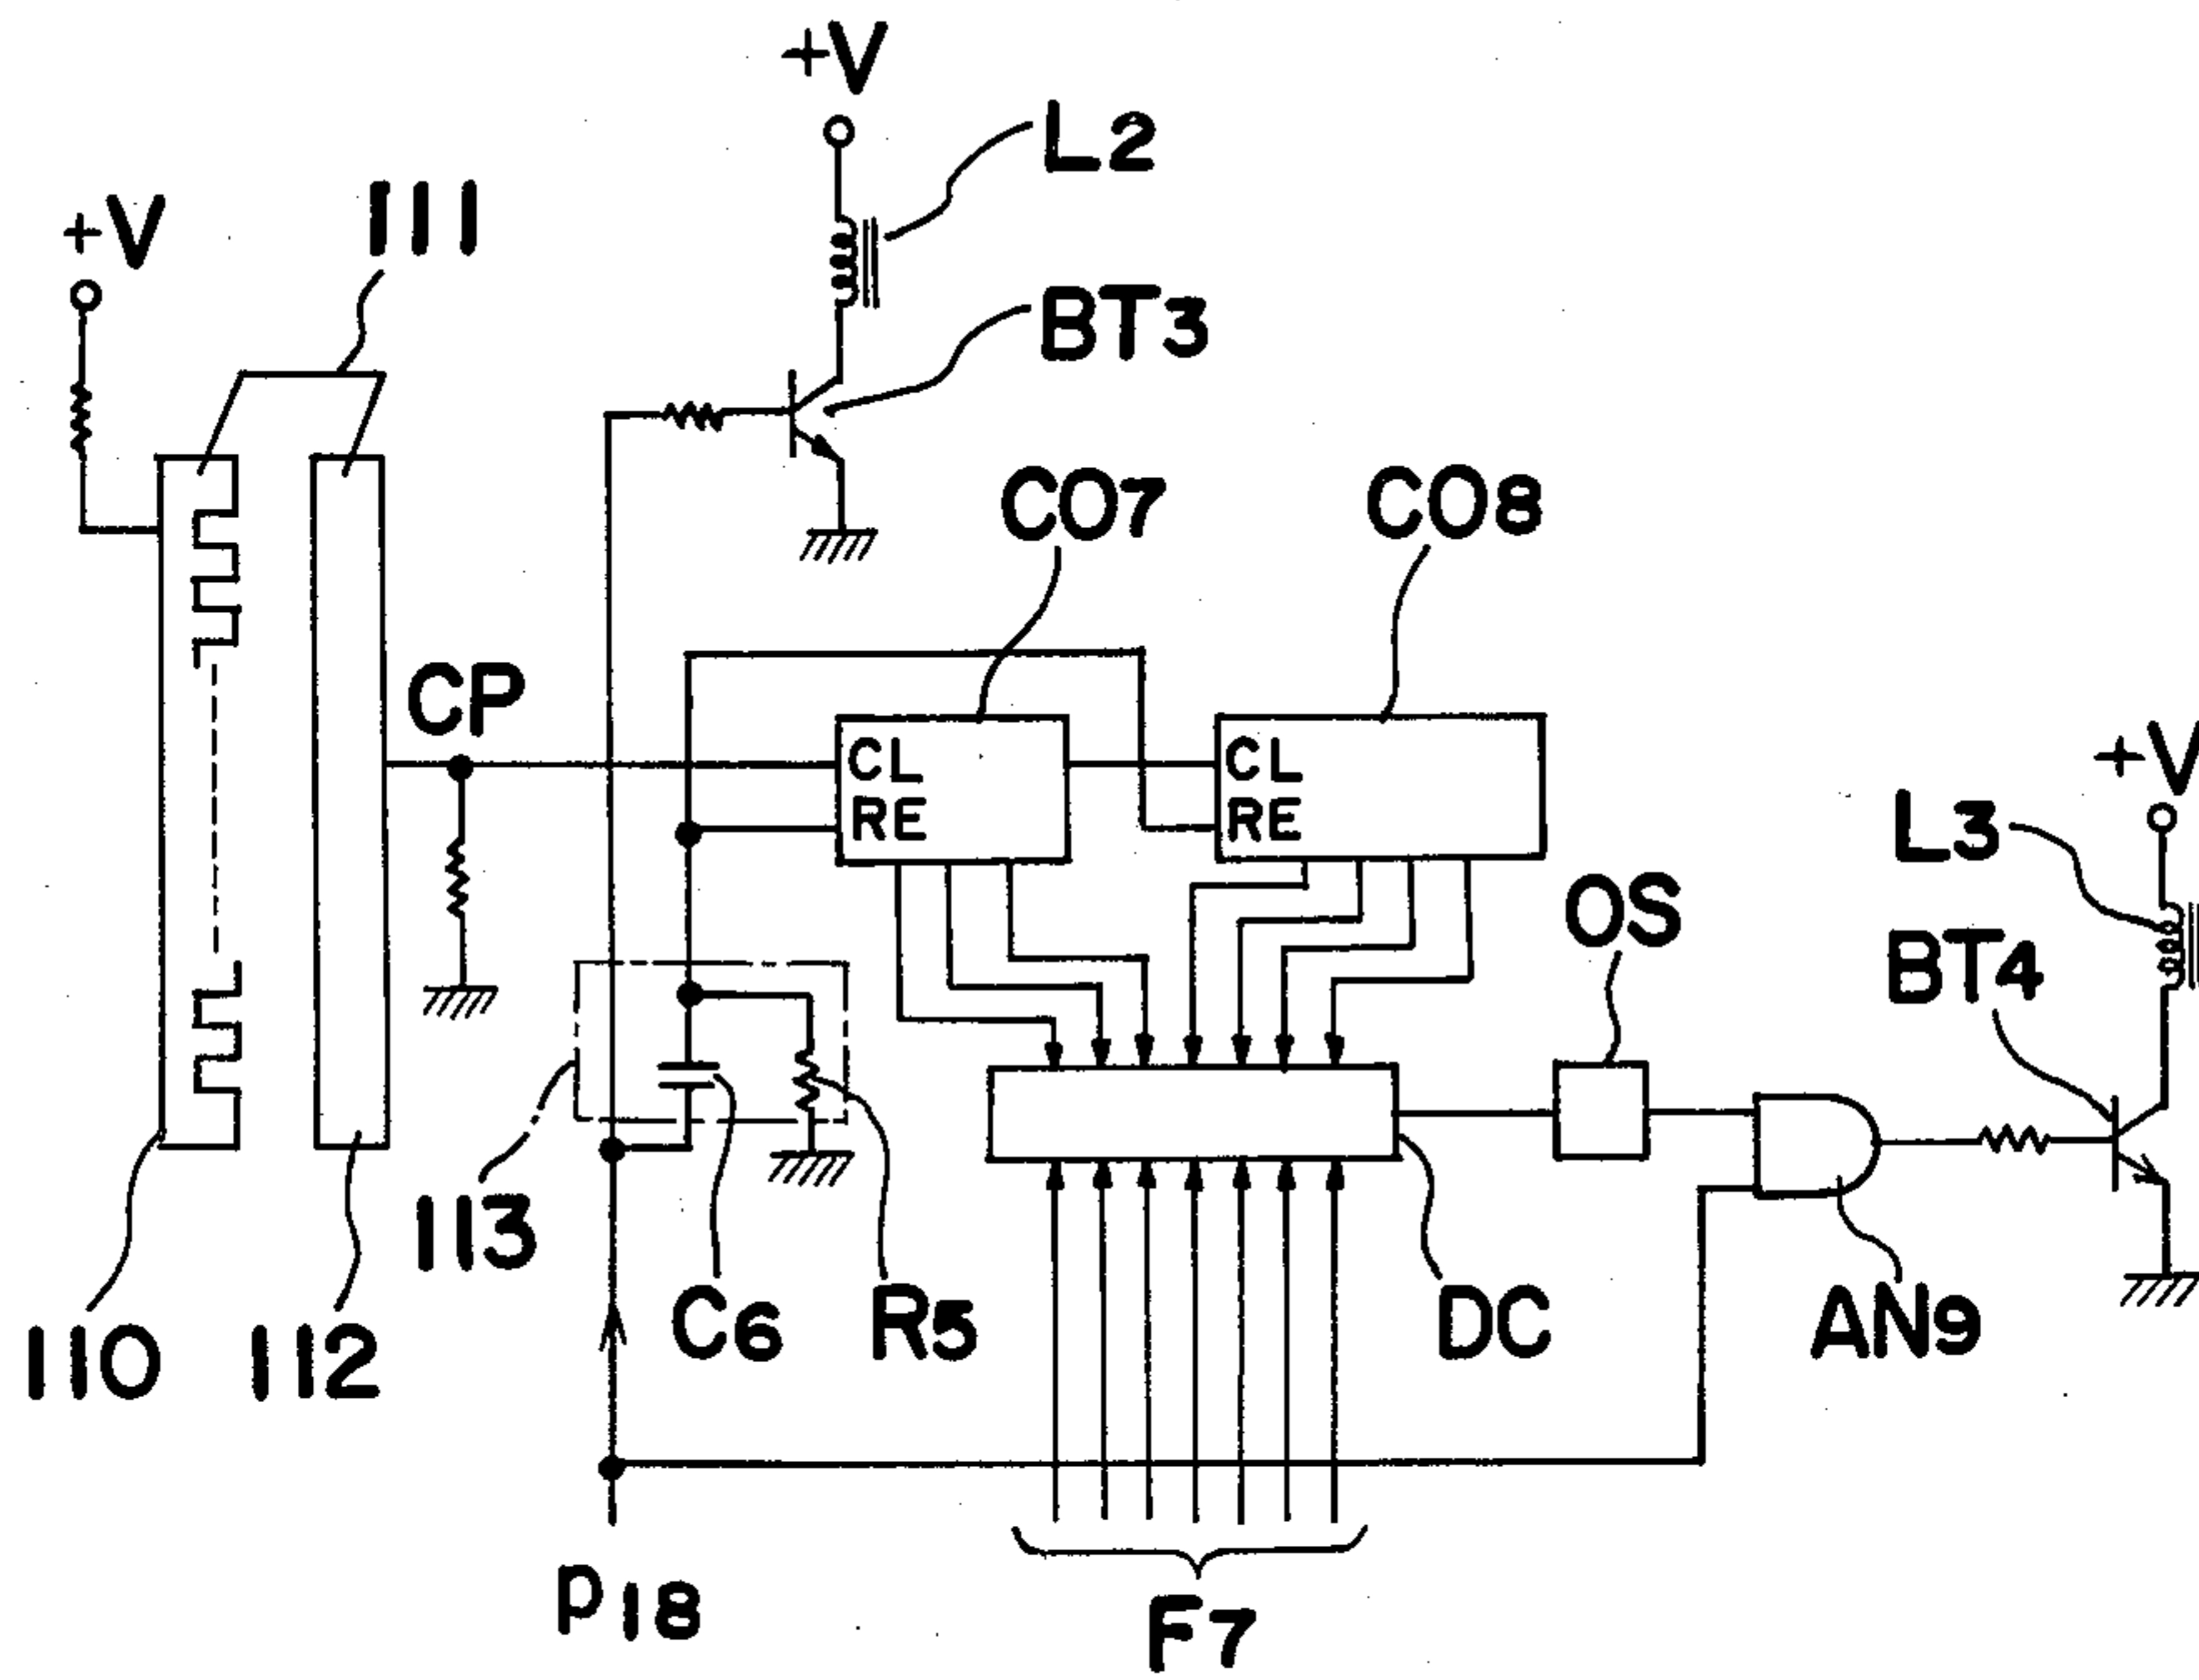 +V
L2
111
+V
BT3
CO7
CO8
CP
CL
RE
CL
RE
+V
L3
OS
BT4
113
C6
R5
DC
AN9
110
112
P18
F7